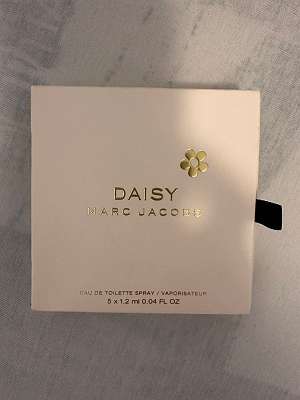 DAISY
MARC JACOBS
EAU DE TOILETTE SPRAY / VAPORISATEUR
5 x 1.2 ml 0.04 FL OZ